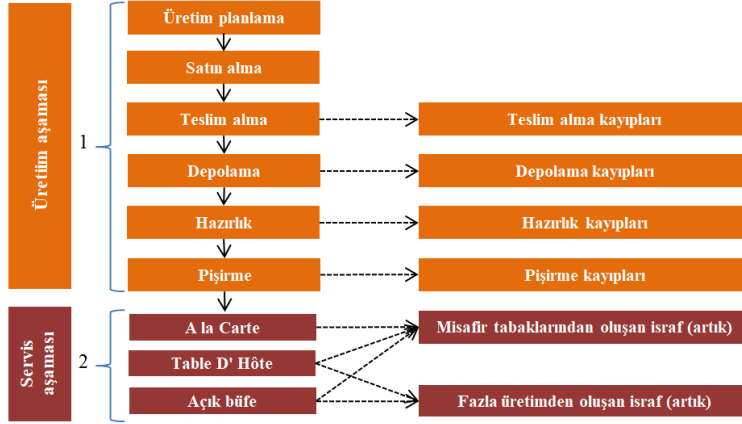 Üretiim aşaması
1
Üretim planlama
Satın alma
Teslim alma
Teslim alma kayıpları
Depolama
Depolama kayıpları
Hazırlık
Hazırlık kayıpları
Pişirme
Pişirme kayıpları
Servis
aşaması
2
A la Carte
Misafir tabaklarından oluşan israf (artık)
Table D' Hôte
Açık büfe
Fazla üretimden oluşan israf (artık)